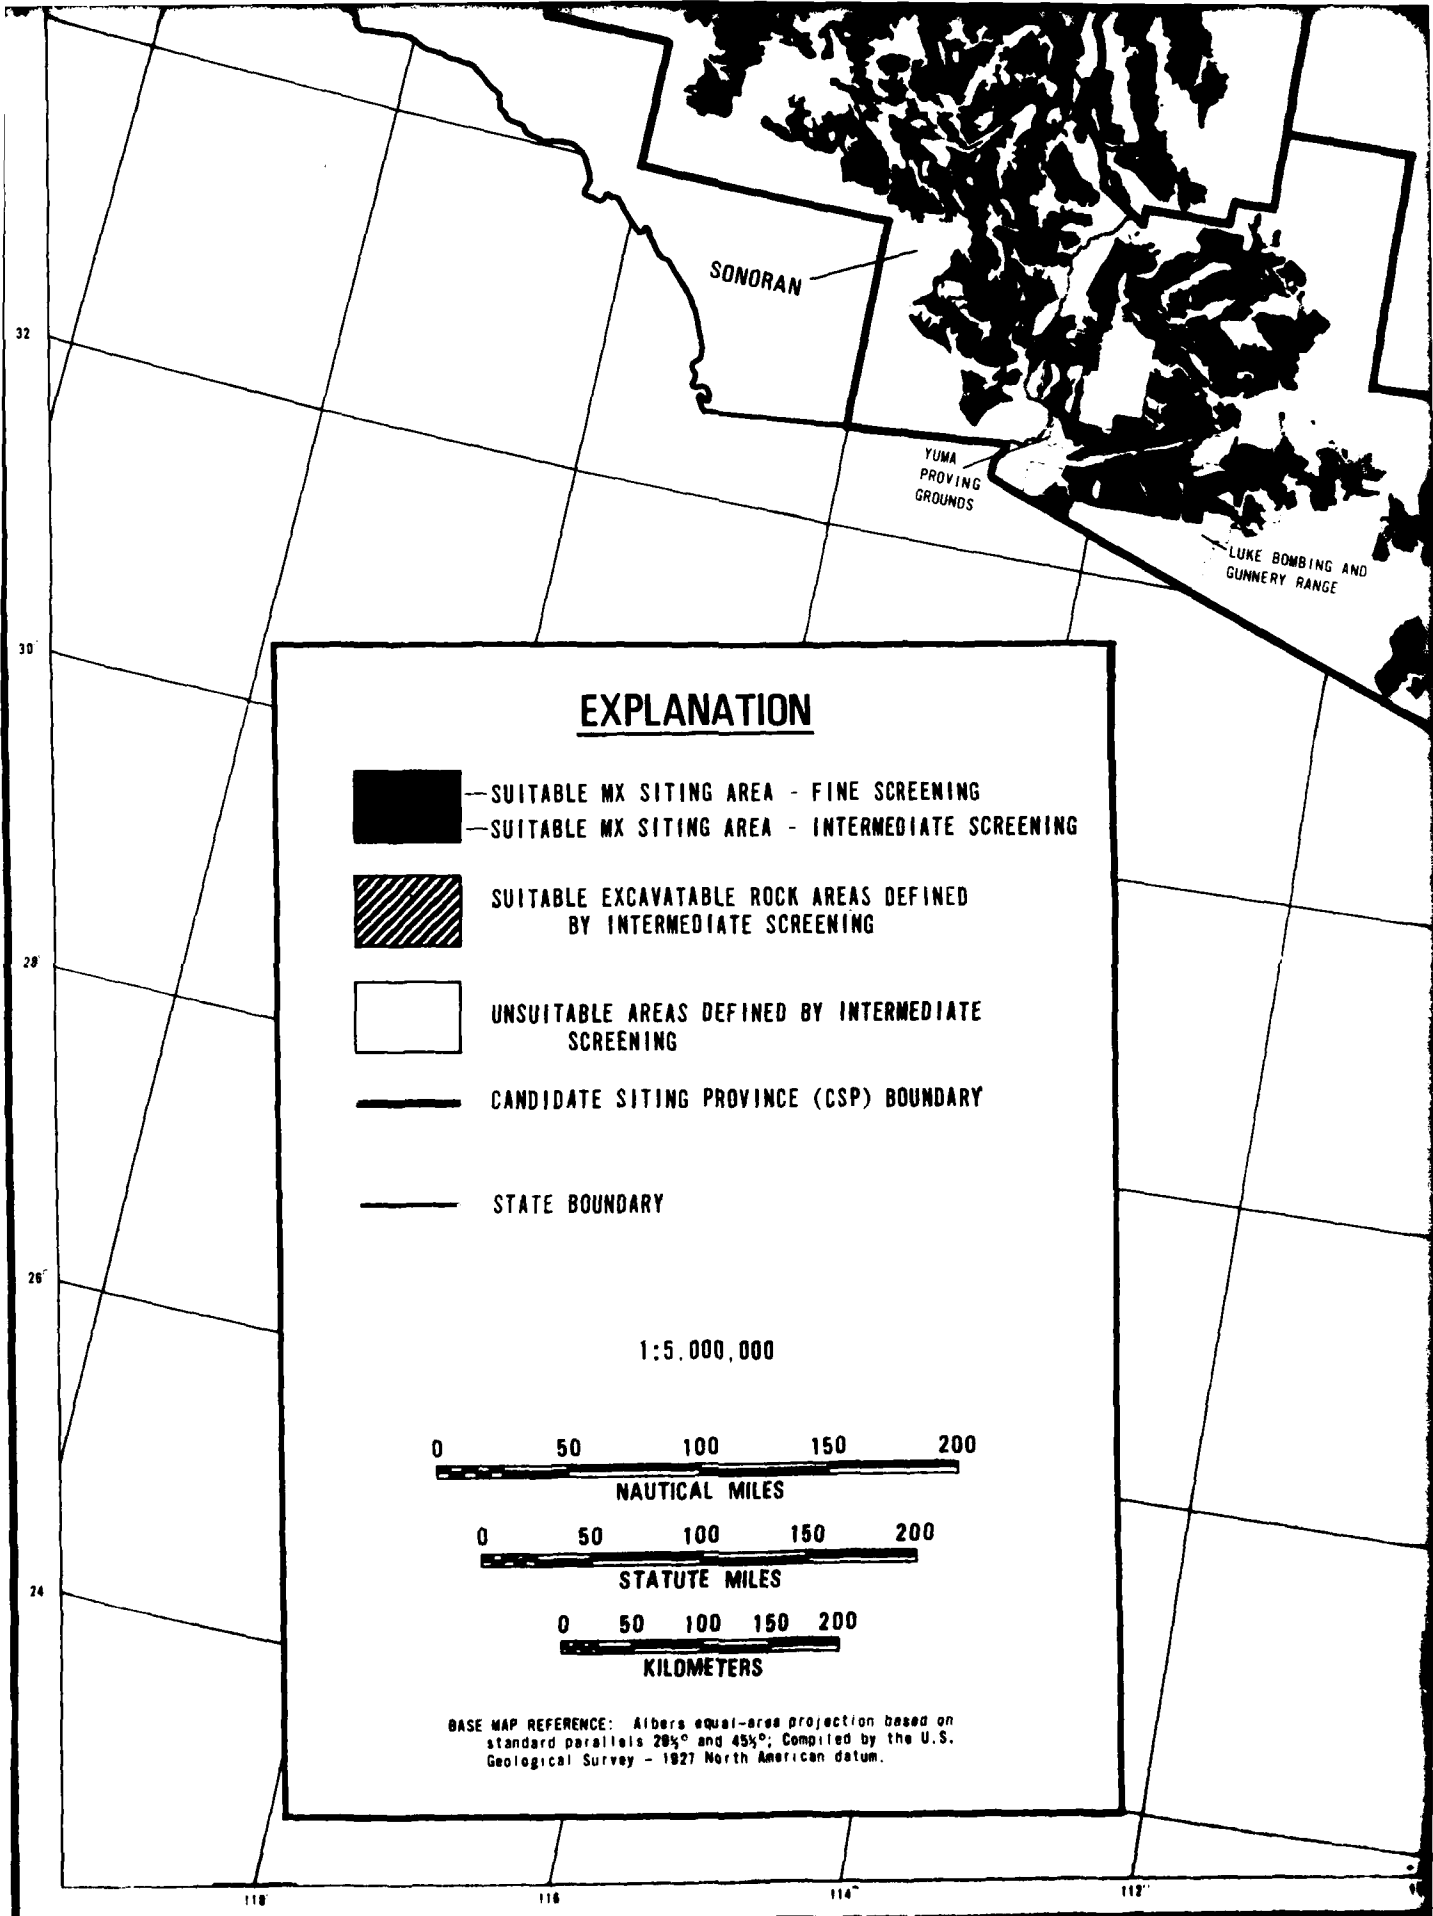 SONORAN
32
YUMA
PROVING
GROUNDS
LUKE BOMBING AND
GUNNERY RANGE
30
EXPLANATION
SUITABLE MX SITING AREA - FINE SCREENING
SUITABLE MX SITING AREA - INTERMEDIATE SCREENING
SUITABLE EXCAVATABLE ROCK AREAS DEFINED
BY INTERMEDIATE SCREENING
28
UNSUITABLE AREAS DEFINED BY INTERMEDIATE
SCREENING
CANDIDATE SITING PROVINCE (CSP) BOUNDARY
STATE BOUNDARY
26
1:5,000,000
0 50 100 150 200
NAUTICAL MILES
0 50 100 150 200
STATUTE MILES
24
0 50 100 150 200
KILOMETERS
BASE MAP REFERENCE: Albers equal-area projection based on
standard parallels 29½° and 45½°; Compiled by the U.S.
Geological Survey - 1927 North American datum.
118 116 114 112